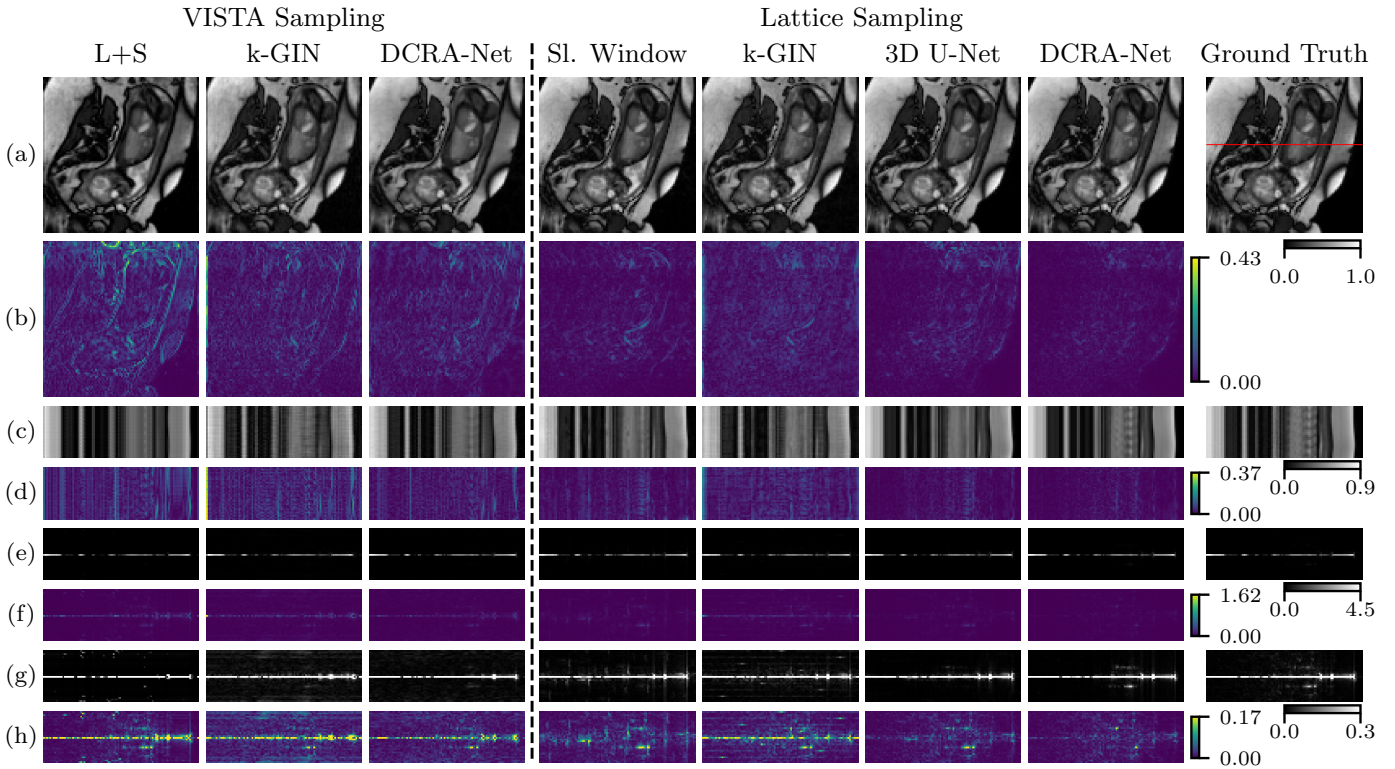 VISTA Sampling Lattice Sampling
L+S k-GIN DCRA-Net Sl. Window k-GIN 3D U-Net DCRA-Net Ground Truth
(a)
(b)
0.43
0.00
0.0 1.0
(c)
(d)
0.37
0.00
0.0 0.9
(e)
(f)
1.62
0.00
0.0 4.5
(g)
(h)
0.17
0.00
0.0 0.3